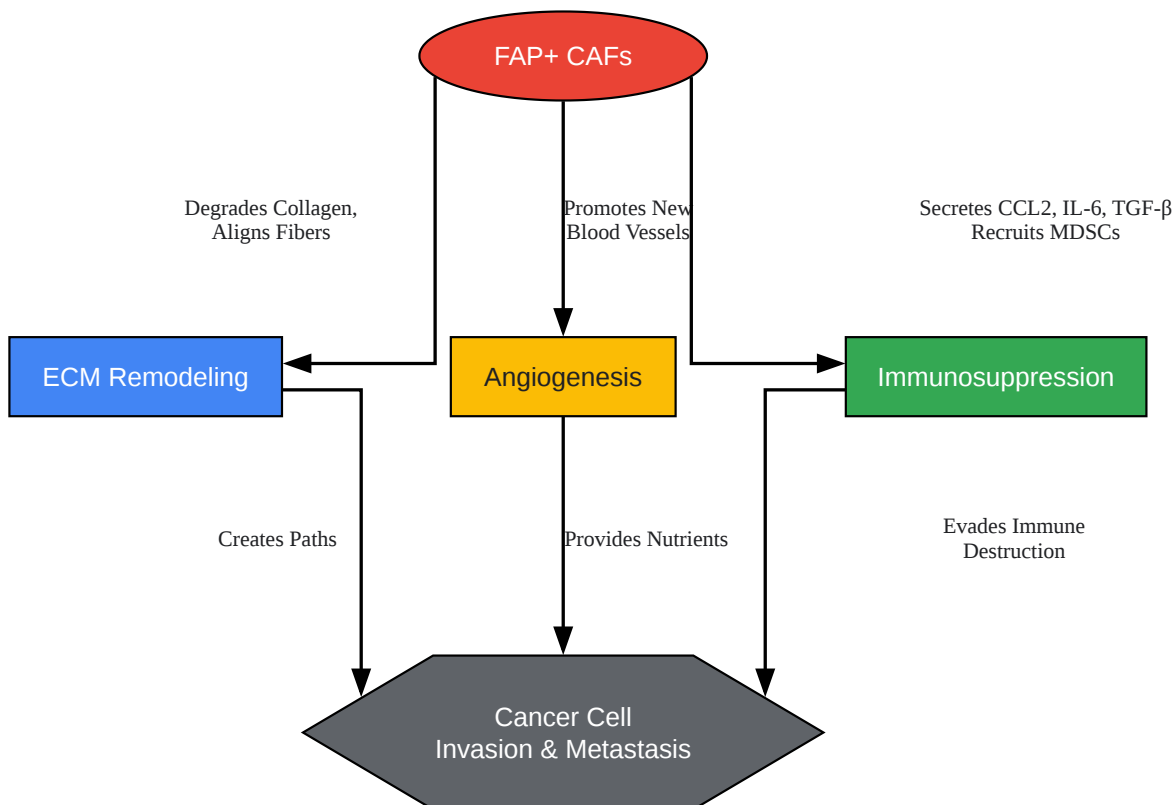 FAP+ CAFs
Degrades Collagen,
Aligns Fibers
Promotes New
Blood Vessels
Secretes CCL2, IL-6, TGF-β
Recruits MDSCs
ECM Remodeling
Angiogenesis
Immunosuppression
Creates Paths
Provides Nutrients
Evades Immune
Destruction
Cancer Cell
Invasion & Metastasis